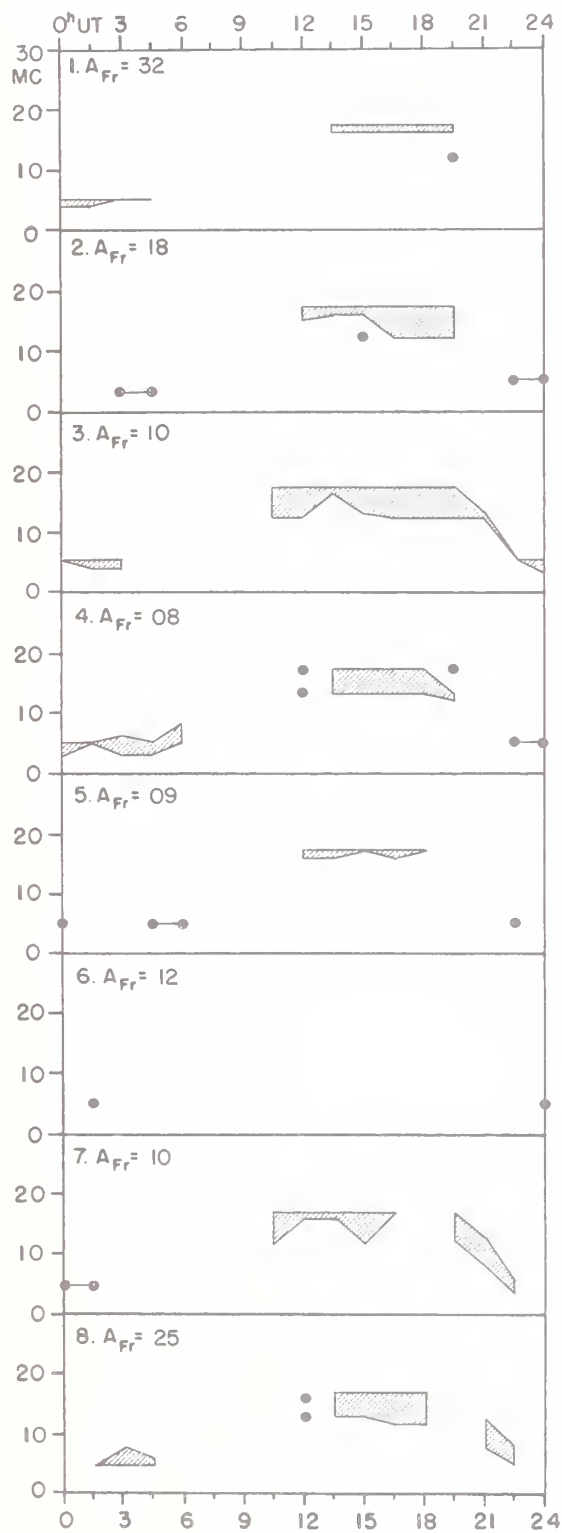 0ʰ UT 3 6 9 12 15 18 21 24
30
MC
1. A_Fr = 32
20
10
0
2. A_Fr = 18
20
10
0
3. A_Fr = 10
20
10
0
4. A_Fr = 08
20
10
0
5. A_Fr = 09
20
10
0
6. A_Fr = 12
20
10
0
7. A_Fr = 10
20
10
0
8. A_Fr = 25
20
10
0
0 3 6 9 12 15 18 21 24